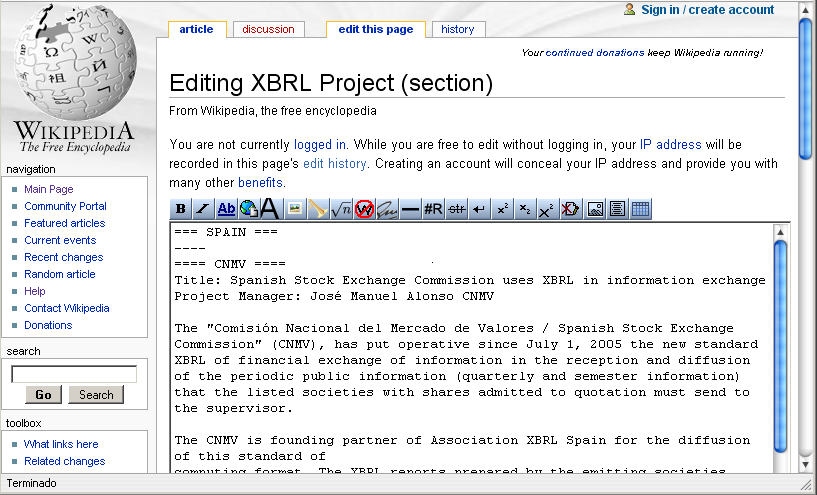 Sign in / create account
article
discussion
edit this page
history
Your continued donations keep Wikipedia running!
Editing XBRL Project (section)
From Wikipedia, the free encyclopedia
WIKIPEDIA
The Free Encyclopedia
You are not currently logged in. While you are free to edit without logging in, your IP address will be
recorded in this page's edit history. Creating an account will conceal your IP address and provide you with
many other benefits.
navigation
Main Page
Community Portal
Featured articles
Current events
Recent changes
Random article
Help
Contact Wikipedia
Donations
search
Go
Search
toolbox
What links here
Related changes
B I Ab A √n W #R str x² x₂ x²
=== SPAIN ===
----
==== CNMV ====
Title: Spanish Stock Exchange Commission uses XBRL in information exchange
Project Manager: José Manuel Alonso CNMV
The "Comisión Nacional del Mercado de Valores / Spanish Stock Exchange
Commission" (CNMV), has put operative since July 1, 2005 the new standard
XBRL of financial exchange of information in the reception and diffusion
of the periodic public information (quarterly and semester information)
that the listed societies with shares admitted to quotation must send to
the supervisor.
The CNMV is founding partner of Association XBRL Spain for the diffusion
of this standard of
computing format. The XBRL reports prepared by the emitting societies
Terminado